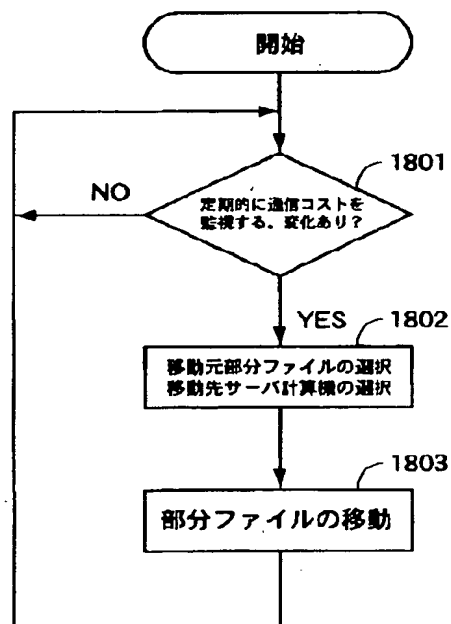 開始
1801
定期的に通信コストを
監視する。変化あり？
NO
YES
1802
移動元部分ファイルの選択
移動先サーバ計算機の選択
1803
部分ファイルの移動